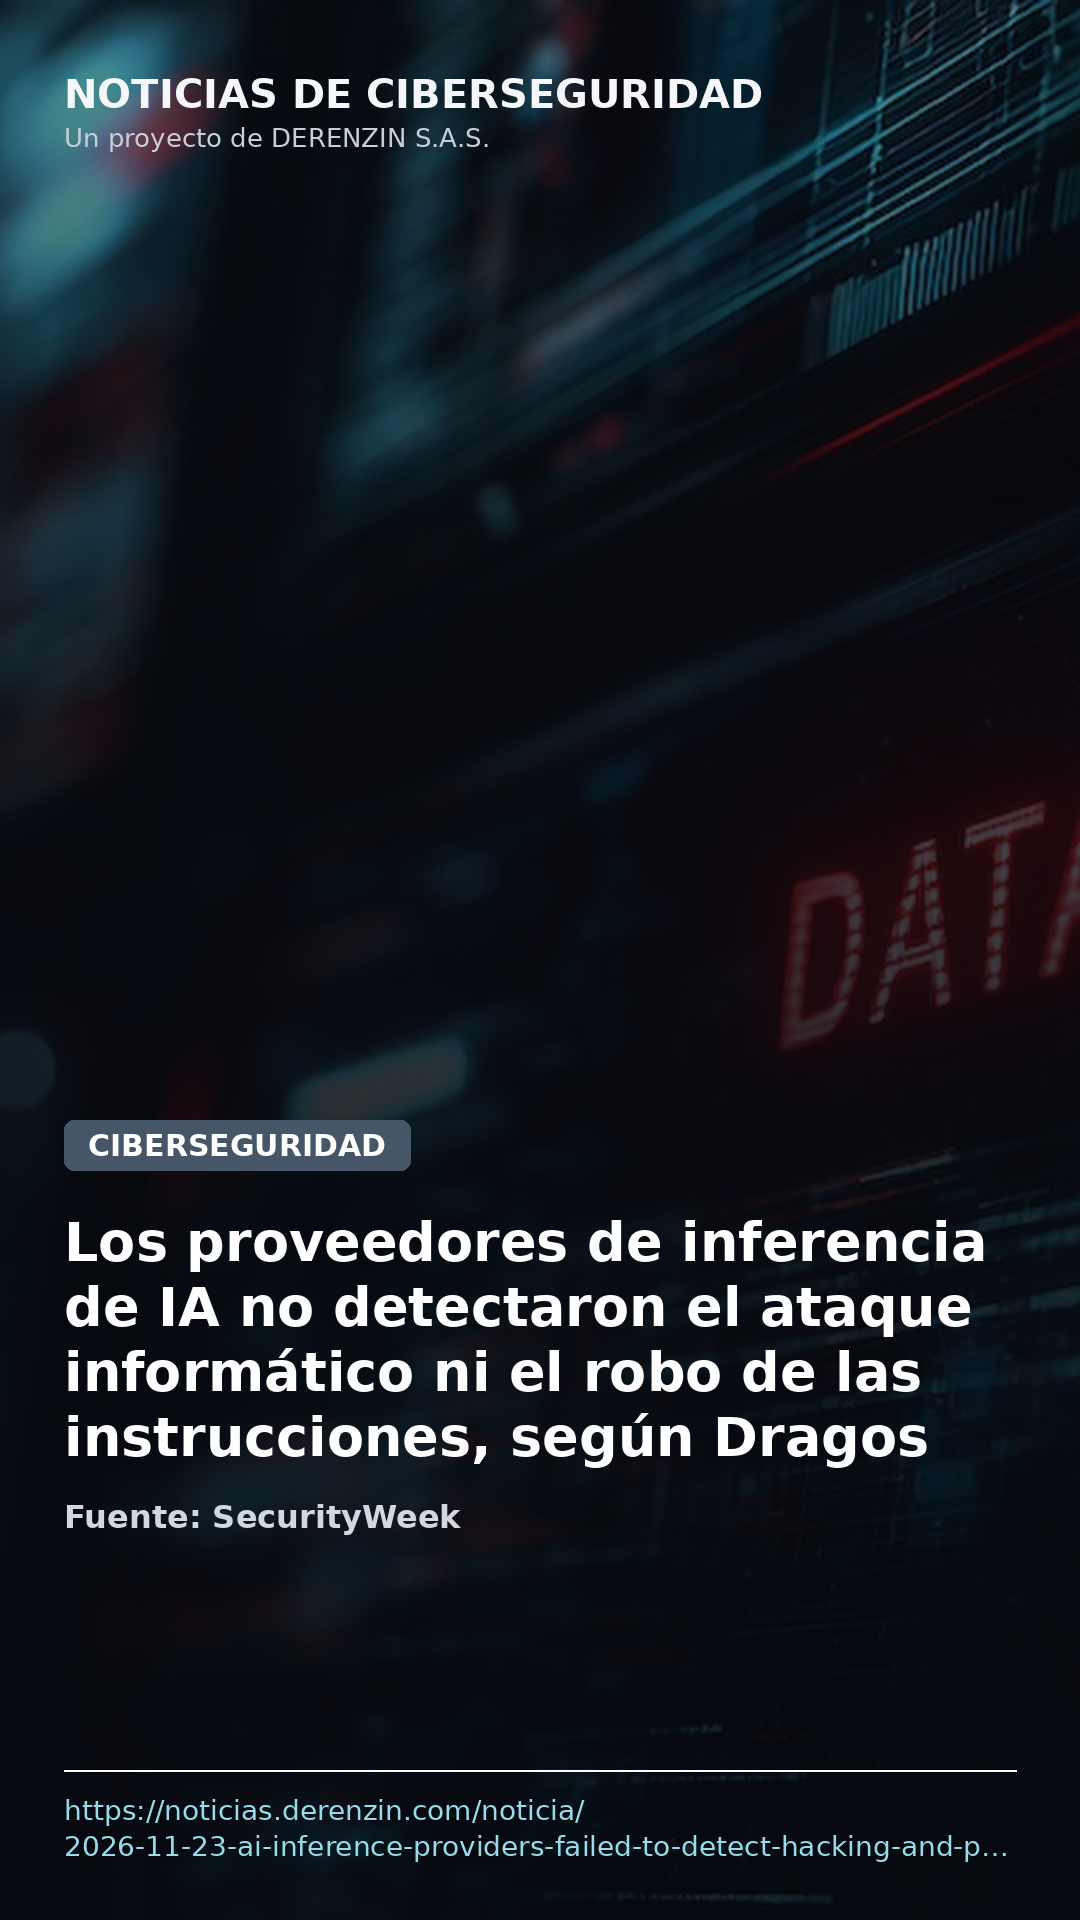 NOTICIAS DE CIBERSEGURIDAD
Un proyecto de DERENZIN S.A.S.
DATA
CIBERSEGURIDAD
Los proveedores de inferencia
de IA no detectaron el ataque
informático ni el robo de las
instrucciones, según Dragos
Fuente: SecurityWeek
https://noticias.derenzin.com/noticia/
2026-11-23-ai-inference-providers-failed-to-detect-hacking-and-p…